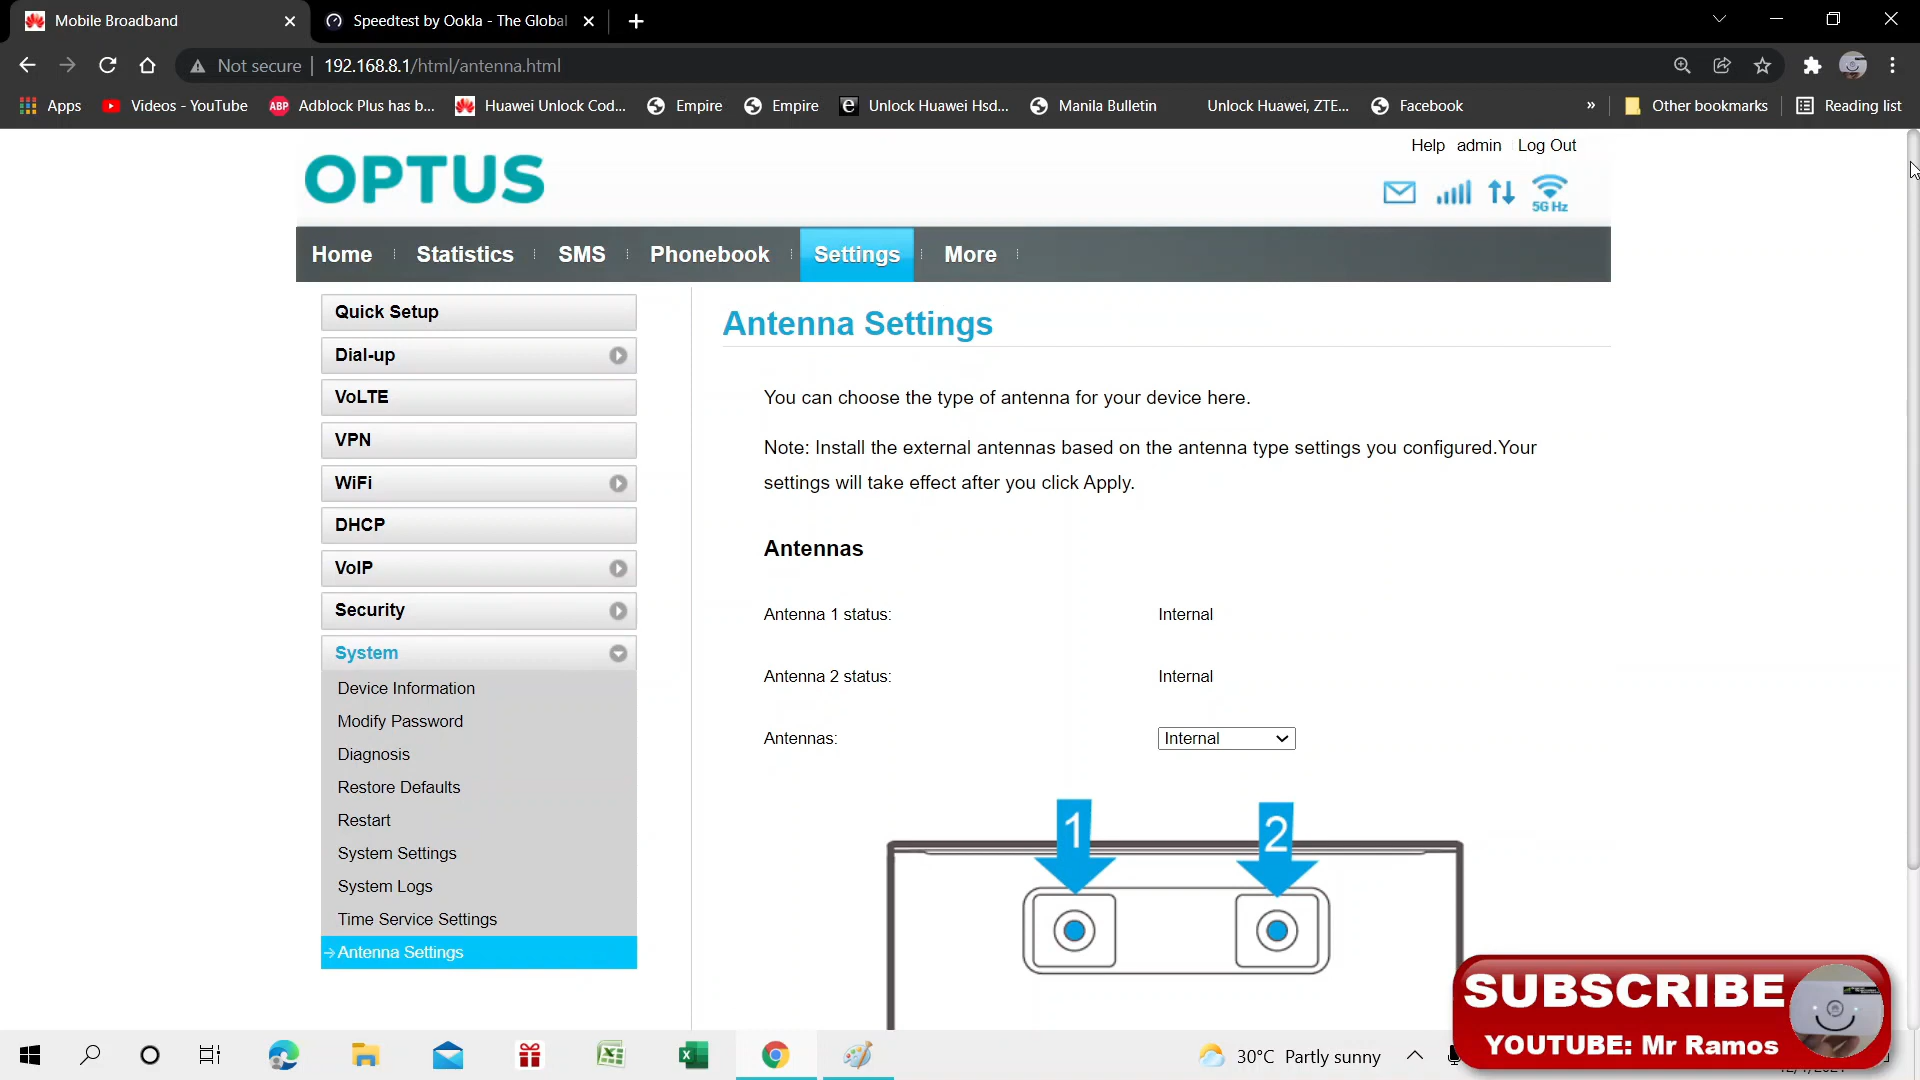 Mobile Broadband
Speedtest by Ookla - The Global
Not secure
192.168.8.1/html/antenna.html
Apps
Videos - YouTube
ABP
Adblock Plus has b...
Huawei Unlock Cod...
Empire
Empire
Unlock Huawei Hsd...
Manila Bulletin
Unlock Huawei, ZTE...
Facebook
»
Other bookmarks
Reading list
Help admin Log Out
OPTUS
5G Hz
Home
Statistics
SMS
Phonebook
Settings
More
Quick Setup
Dial-up
VoLTE
VPN
WiFi
DHCP
VoIP
Security
System
Device Information
Modify Password
Diagnosis
Restore Defaults
Restart
System Settings
System Logs
Time Service Settings
Antenna Settings
Antenna Settings
You can choose the type of antenna for your device here.
Note: Install the external antennas based on the antenna type settings you configured.Your
settings will take effect after you click Apply.
Antennas
Antenna 1 status: Internal
Antenna 2 status: Internal
Antennas: Internal
1
2
SUBSCRIBE
YOUTUBE: Mr Ramos
30°C Partly sunny